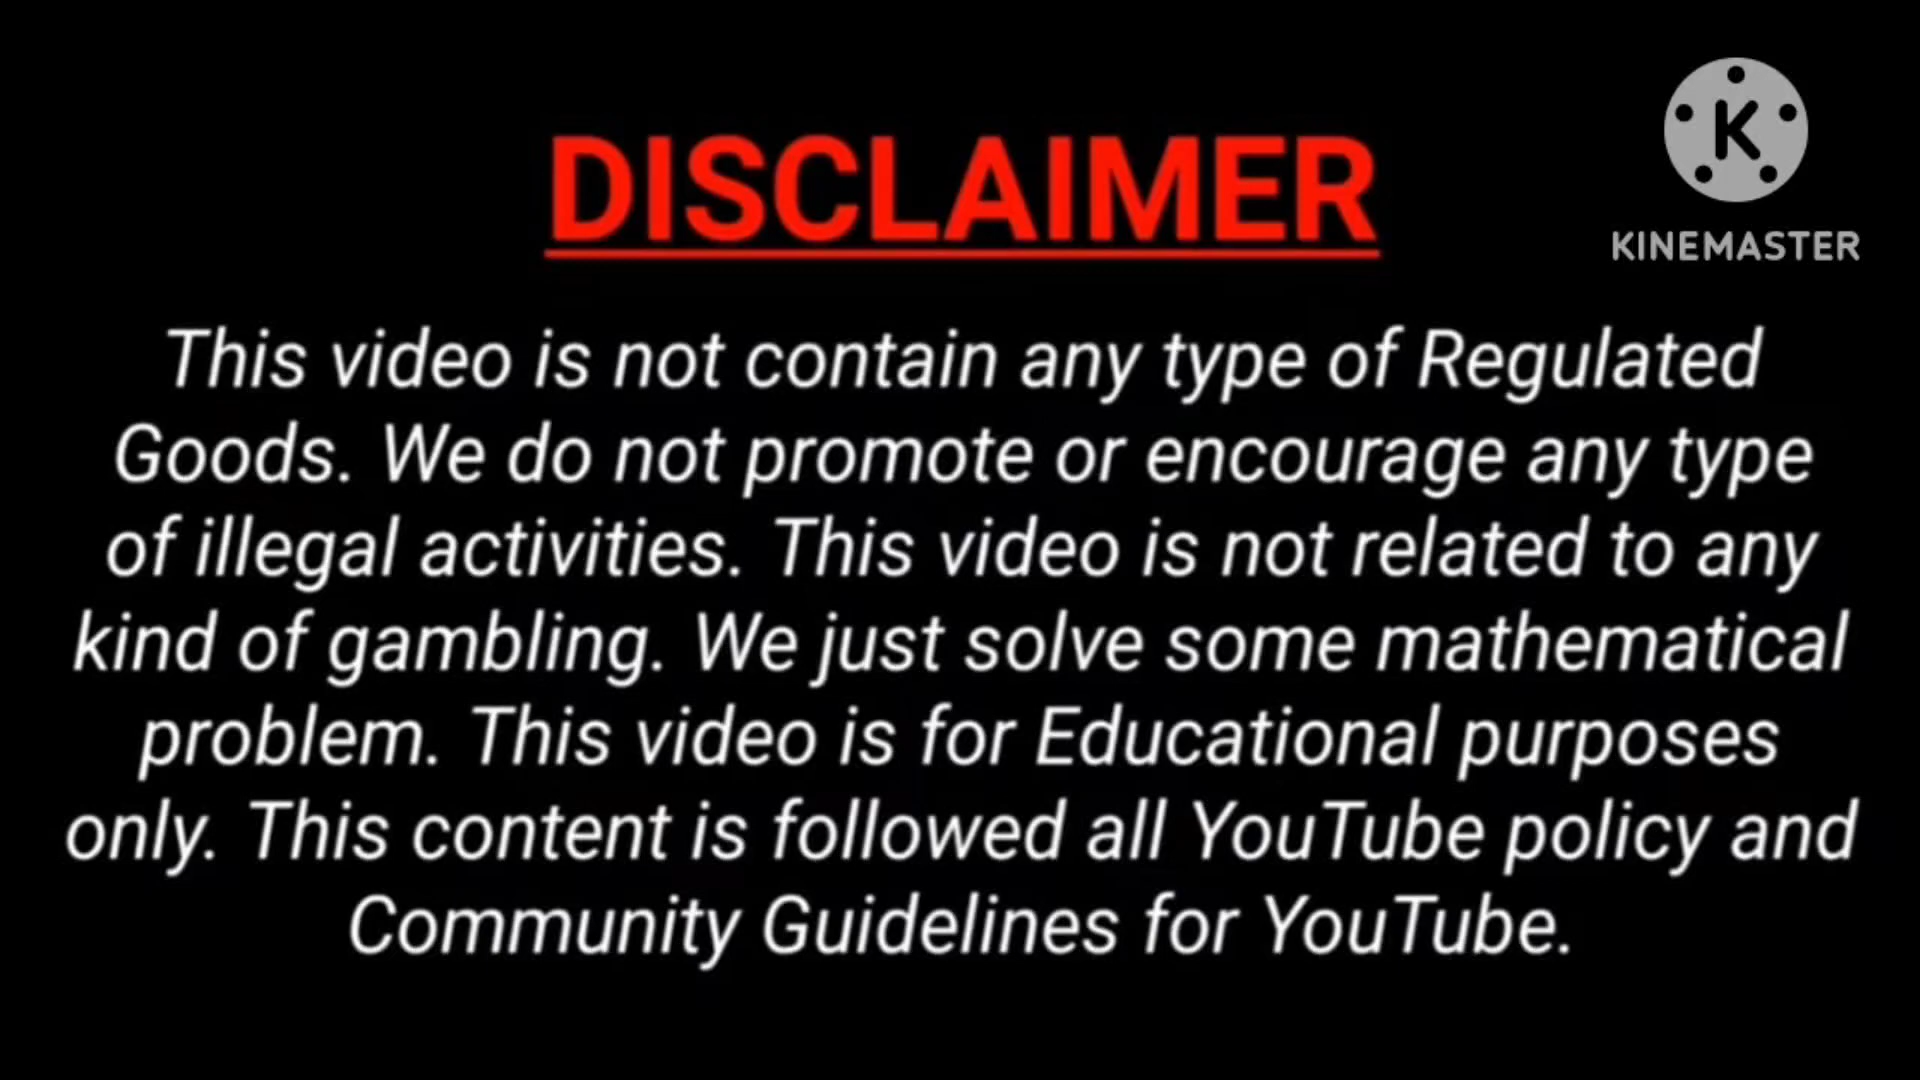 DISCLAIMER
K
KINEMASTER
This video is not contain any type of Regulated
Goods. We do not promote or encourage any type
of illegal activities. This video is not related to any
kind of gambling. We just solve some mathematical
problem. This video is for Educational purposes
only. This content is followed all YouTube policy and
Community Guidelines for YouTube.